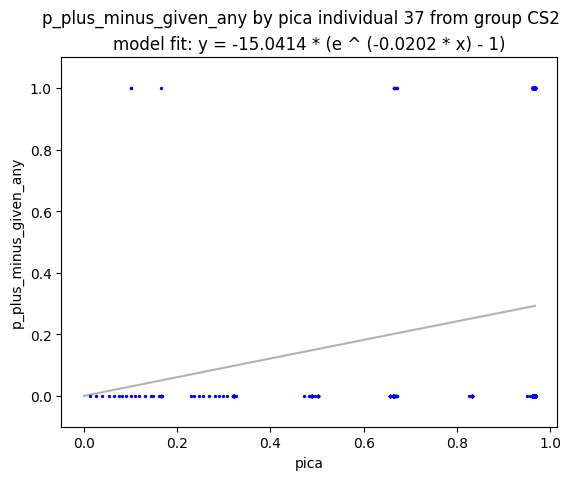 p_plus_minus_given_any by pica individual 37 from group CS2
model fit: y = -15.0414 * (e ^ (-0.0202 * x) - 1)
1.0
0.8
0.6
0.4
0.2
0.0
p_plus_minus_given_any
0.0 0.2 0.4 0.6 0.8 1.0
pica